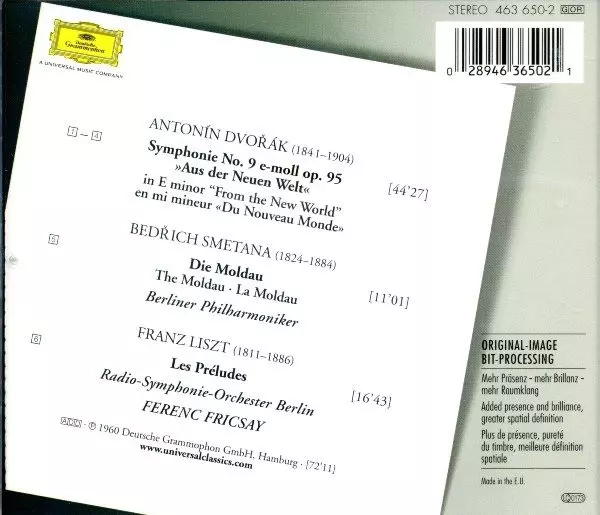 STEREO 463 650-2 GOR
Deutsche
Grammophon
A UNIVERSAL MUSIC COMPANY
0 28946 36502 1
1 – 4
ANTONÍN DVOŘÁK (1841–1904)
Symphonie No. 9 e-moll op. 95
»Aus der Neuen Welt«
in E minor “From the New World”
en mi mineur «Du Nouveau Monde»
[44'27]
5
BEDŘICH SMETANA (1824–1884)
Die Moldau
The Moldau · La Moldau
[11'01]
Berliner Philharmoniker
6
FRANZ LISZT (1811–1886)
Les Préludes
[16'43]
Radio-Symphonie-Orchester Berlin
FERENC FRICSAY
ADD · ℗ 1960 Deutsche Grammophon GmbH, Hamburg · [72'11]
www.universalclassics.com
ORIGINAL-IMAGE
BIT-PROCESSING
Mehr Präsenz - mehr Brillanz -
mehr Raumklang
Added presence and brilliance,
greater spatial definition
Plus de présence, pureté
du timbre, meilleure définition
spatiale
Made in the E.U.